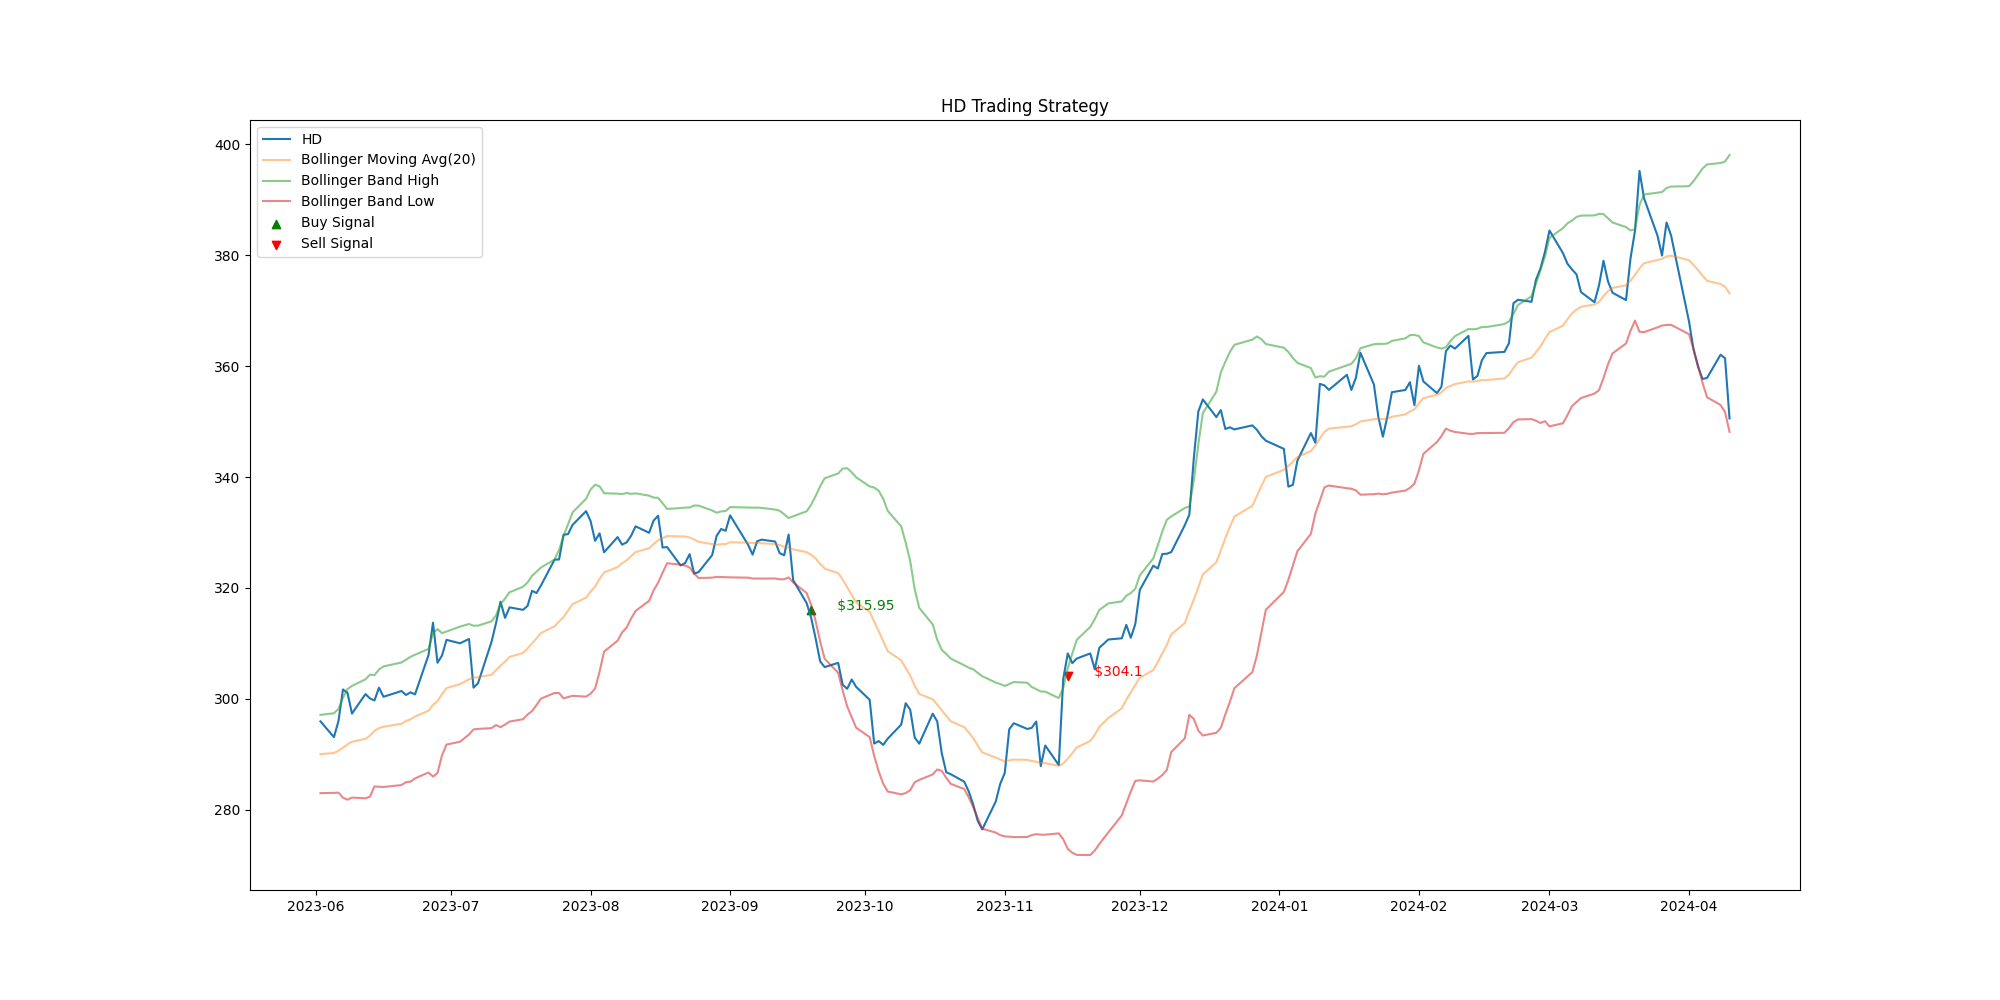 HD Trading Strategy
HD
Bollinger Moving Avg(20)
Bollinger Band High
Bollinger Band Low
Buy Signal
Sell Signal
400
380
360
340
320
300
280
$315.95
$304.1
2023-06 2023-07 2023-08 2023-09 2023-10 2023-11 2023-12 2024-01 2024-02 2024-03 2024-04